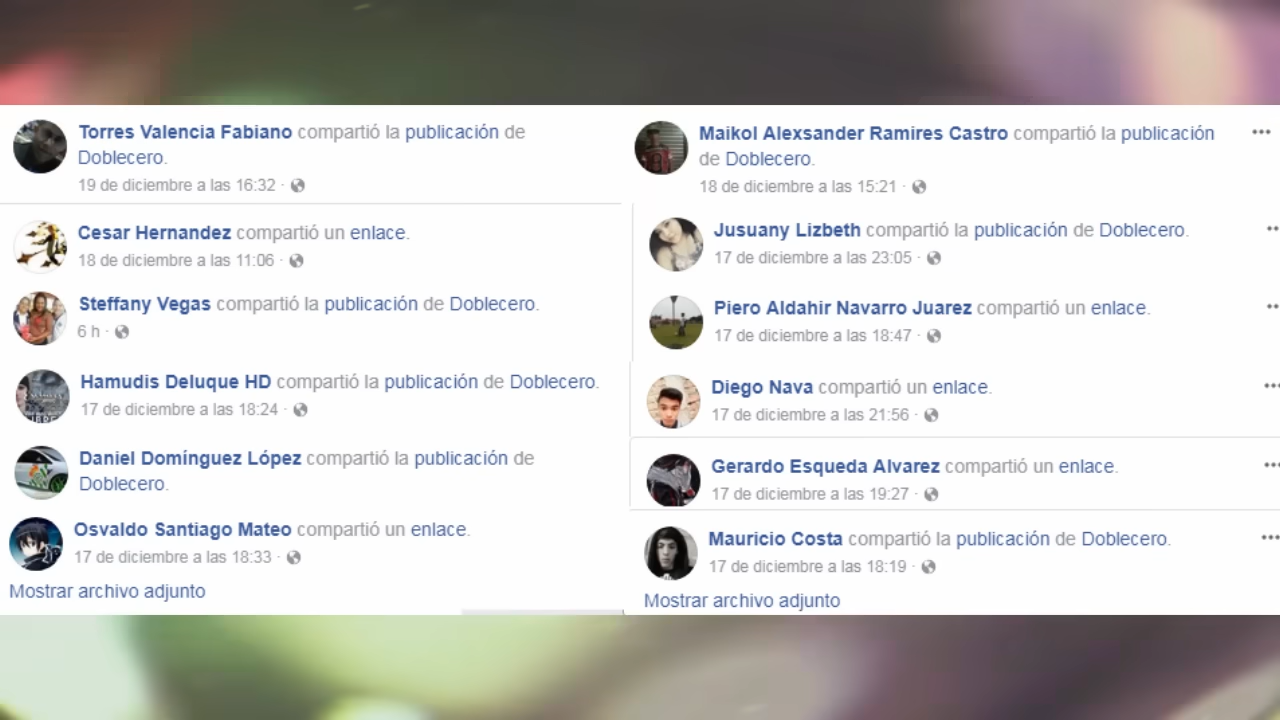 Torres Valencia Fabiano compartió la publicación de
Doblecero.
19 de diciembre a las 16:32 ·
Cesar Hernandez compartió un enlace.
18 de diciembre a las 11:06 ·
Steffany Vegas compartió la publicación de Doblecero.
6 h ·
Hamudis Deluque HD compartió la publicación de Doblecero.
17 de diciembre a las 18:24 ·
Daniel Domínguez López compartió la publicación de
Doblecero.
Osvaldo Santiago Mateo compartió un enlace.
17 de diciembre a las 18:33 ·
Mostrar archivo adjunto
Maikol Alexsander Ramires Castro compartió la publicación
de Doblecero.
18 de diciembre a las 15:21 ·
Jusuany Lizbeth compartió la publicación de Doblecero.
17 de diciembre a las 23:05 ·
Piero Aldahir Navarro Juarez compartió un enlace.
17 de diciembre a las 18:47 ·
Diego Nava compartió un enlace.
17 de diciembre a las 21:56 ·
Gerardo Esqueda Alvarez compartió un enlace.
17 de diciembre a las 19:27 ·
Mauricio Costa compartió la publicación de Doblecero.
17 de diciembre a las 18:19 ·
Mostrar archivo adjunto